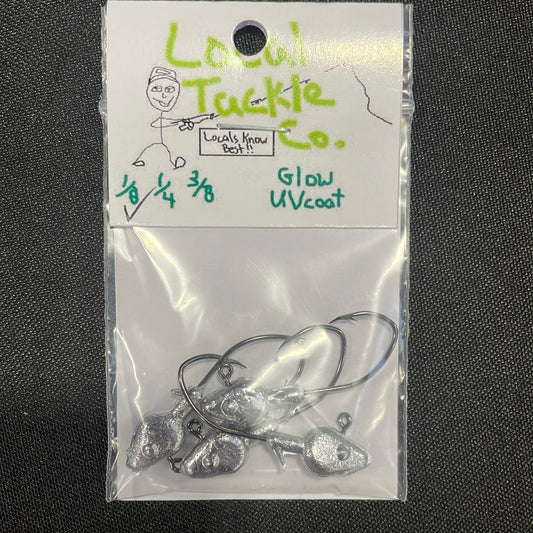 Local
Tackle
Co.
Locals Know
Best!!
1/8 1/4 3/8
Glow
UVcoat